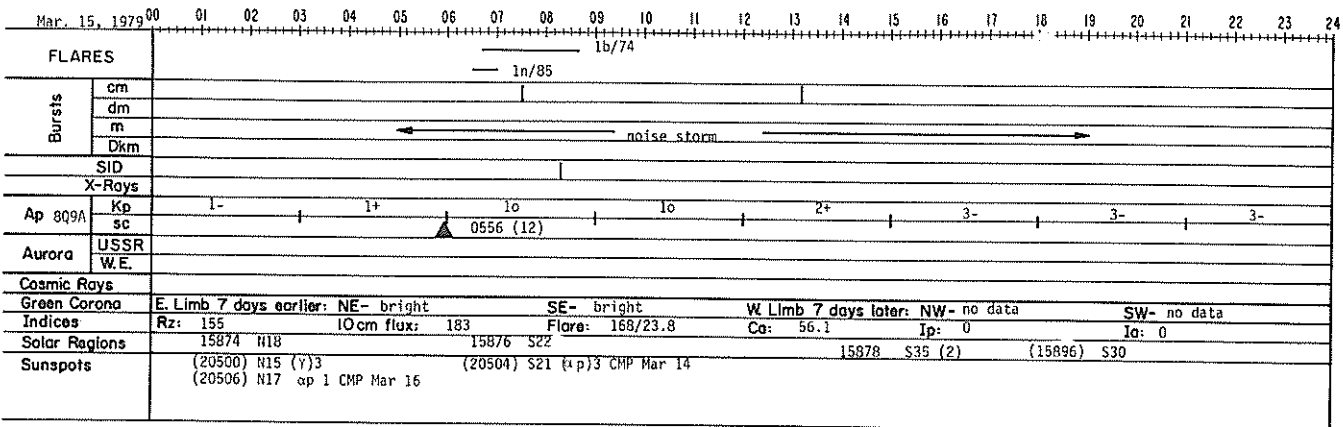 Mar. 15, 1979 00 01 02 03 04 05 06 07 08 09 10 11 12 13 14 15 16 17 18 19 20 21 22 23 24
FLARES
1b/74
1n/85
Bursts
cm
dm
m
noise storm
Dkm
SID
X-Rays
Ap 8Q9A
Kp 1- 1+ 1o 1o 2+ 3- 3- 3-
sc 0556 (12)
Aurora
USSR
W.E.
Cosmic Rays
Green Corona E. Limb 7 days earlier: NE- bright SE- bright W. Limb 7 days later: NW- no data SW- no data
Indices Rz: 155 10 cm flux: 183 Flare: 168/23.8 Ca: 56.1 Ip: 0 Ia: 0
Solar Regions 15874 N18 15876 S22 15878 S35 (2) (15896) S30
Sunspots (20500) N15 (γ)3 (20504) S21 (αp)3 CMP Mar 14
(20506) N17 αp 1 CMP Mar 16